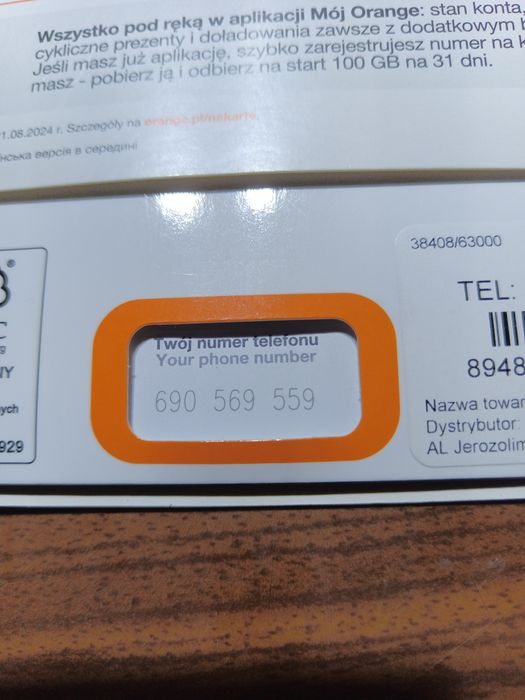 Wszystko pod ręką w aplikacji Mój Orange: stan konta,
cykliczne prezenty i doładowania zawsze z dodatkowym
Jeśli masz już aplikację, szybko zarejestrujesz numer na
masz - pobierz ją i odbierz na start 100 GB na 31 dni.
1.08.2024 r. Szczegóły na orange.pl/nakarte.
нська версія в середині
38408/63000
TEL:
8948
Twój numer telefonu
Your phone number
690 569 559
Nazwa towar
Dystrybutor:
AL Jerozolim
C
NY
ych
929